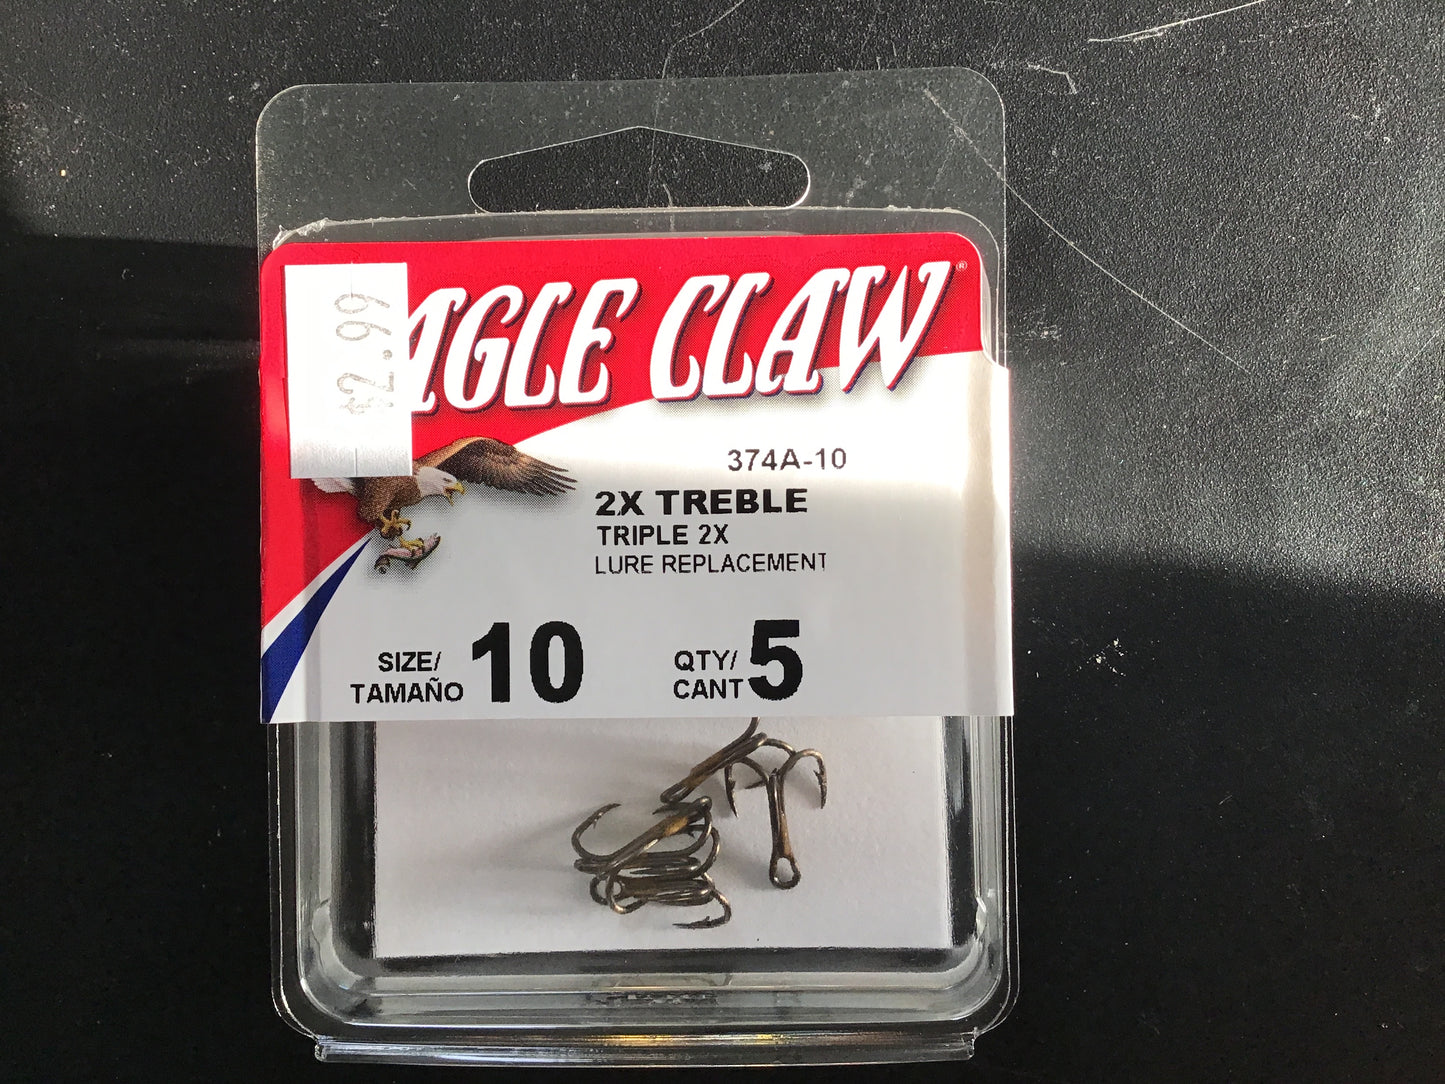 $2.99
AGLE CLAW®
374A-10
2X TREBLE
TRIPLE 2X
LURE REPLACEMENT
SIZE/
TAMAÑO 10
QTY/
CANT 5